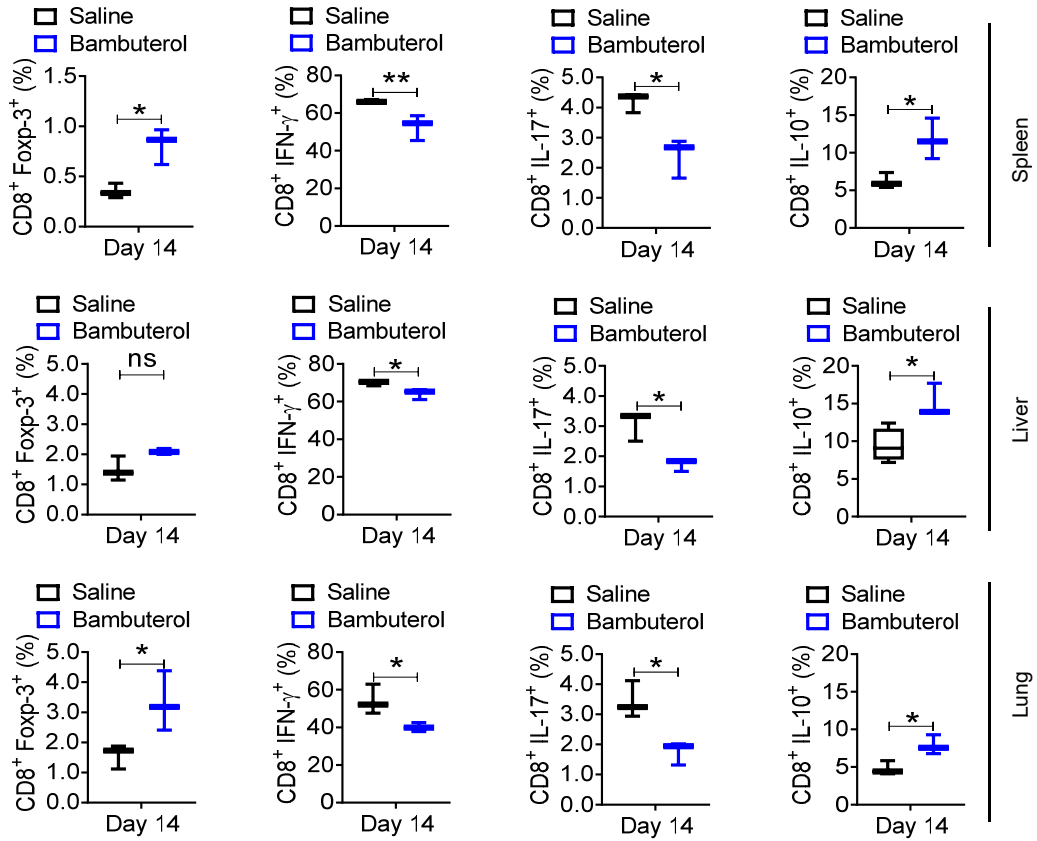 Saline
Bambuterol
CD8+ Foxp-3+ (%)
1.5
1.0
0.5
0.0
*
Day 14
Saline
Bambuterol
CD8+ IFN-γ+ (%)
80
60
40
20
0
**
Day 14
Saline
Bambuterol
CD8+ IL-17+ (%)
5.0
4.0
3.0
2.0
1.0
0.0
*
Day 14
Saline
Bambuterol
CD8+ IL-10+ (%)
20
15
10
5
0
*
Day 14
Spleen
Saline
Bambuterol
CD8+ Foxp-3+ (%)
5.0
4.0
3.0
2.0
1.0
0.0
ns
Day 14
Saline
Bambuterol
CD8+ IFN-γ+ (%)
80
60
40
20
0
*
Day 14
Saline
Bambuterol
CD8+ IL-17+ (%)
5.0
4.0
3.0
2.0
1.0
0.0
*
Day 14
Saline
Bambuterol
CD8+ IL-10+ (%)
20
15
10
5
0
*
Day 14
Liver
Saline
Bambuterol
CD8+ Foxp-3+ (%)
5.0
4.0
3.0
2.0
1.0
0.0
*
Day 14
Saline
Bambuterol
CD8+ IFN-γ+ (%)
80
60
40
20
0
*
Day 14
Saline
Bambuterol
CD8+ IL-17+ (%)
5.0
4.0
3.0
2.0
1.0
0.0
*
Day 14
Saline
Bambuterol
CD8+ IL-10+ (%)
20
15
10
5
0
*
Day 14
Lung